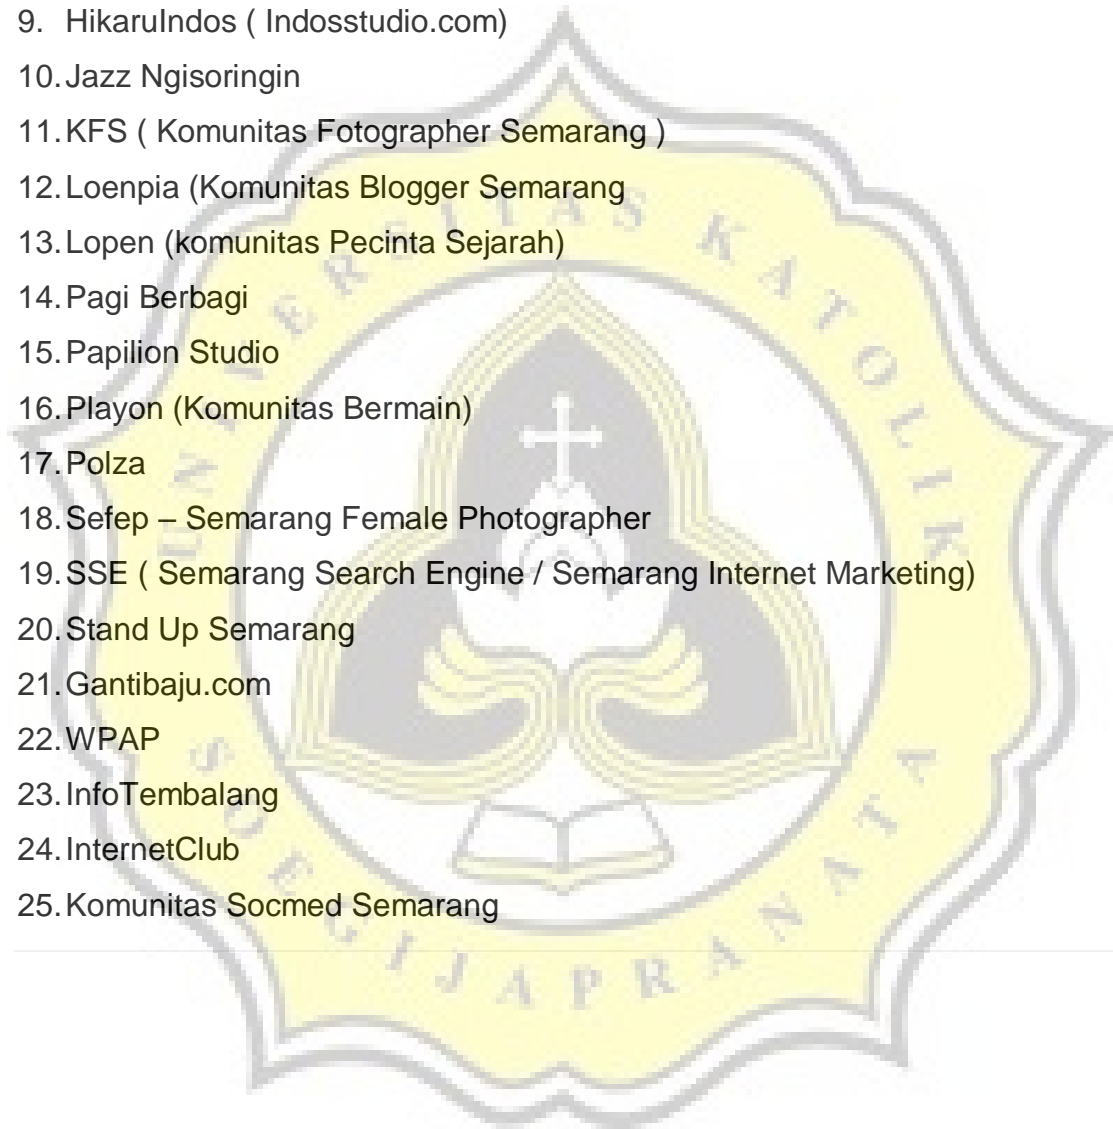 9. HikaruIndos ( Indosstudio.com)
10. Jazz Ngisoringin
11. KFS ( Komunitas Fotographer Semarang )
12. Loenpia (Komunitas Blogger Semarang
13. Lopen (komunitas Pecinta Sejarah)
14. Pagi Berbagi
15. Papilion Studio
16. Playon (Komunitas Bermain)
17. Polza
18. Sefep – Semarang Female Photographer
19. SSE ( Semarang Search Engine / Semarang Internet Marketing)
20. Stand Up Semarang
21. Gantibaju.com
22. WPAP
23. InfoTembalang
24. InternetClub
25. Komunitas Socmed Semarang
UNIVERSITAS KATOLIK
SOEGIJAPRANATA